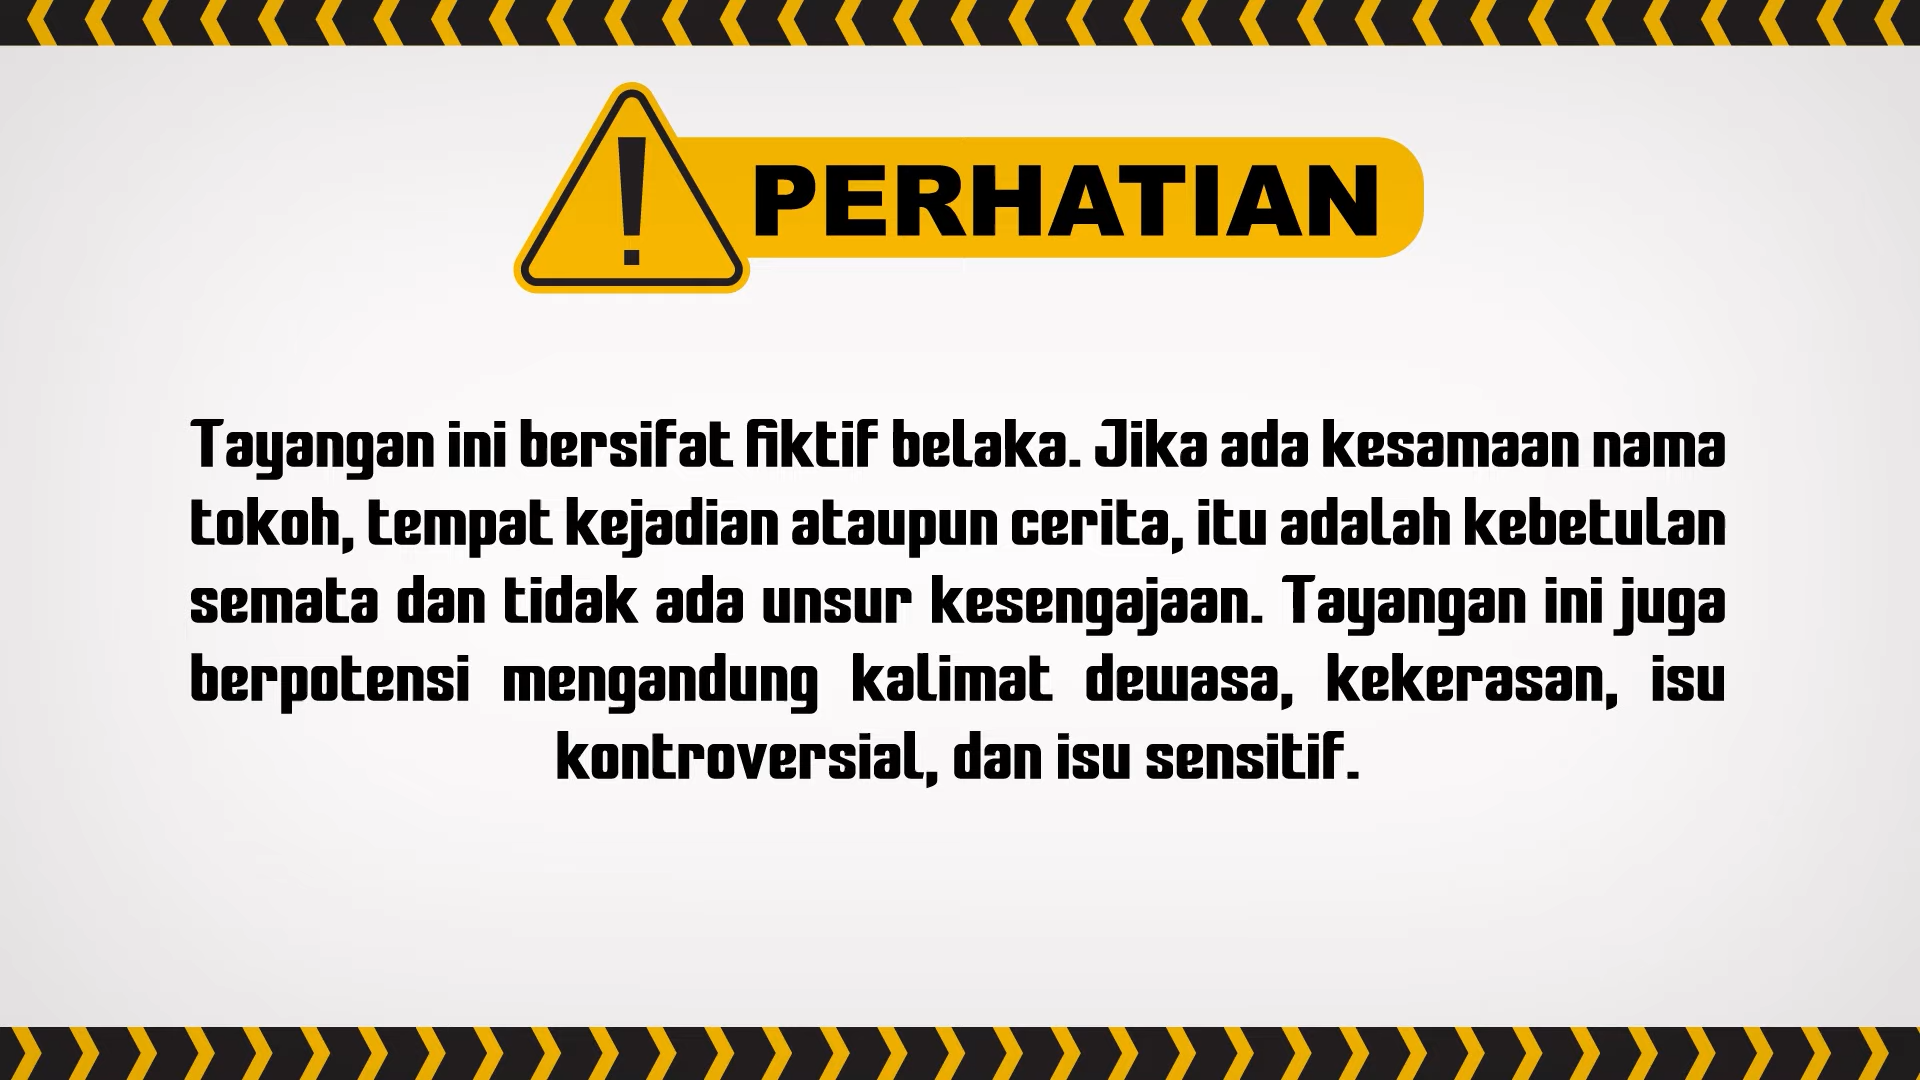 PERHATIAN
Tayangan ini bersifat fiktif belaka. Jika ada kesamaan nama
tokoh, tempat kejadian ataupun cerita, itu adalah kebetulan
semata dan tidak ada unsur kesengajaan. Tayangan ini juga
berpotensi mengandung kalimat dewasa, kekerasan, isu
kontroversial, dan isu sensitif.